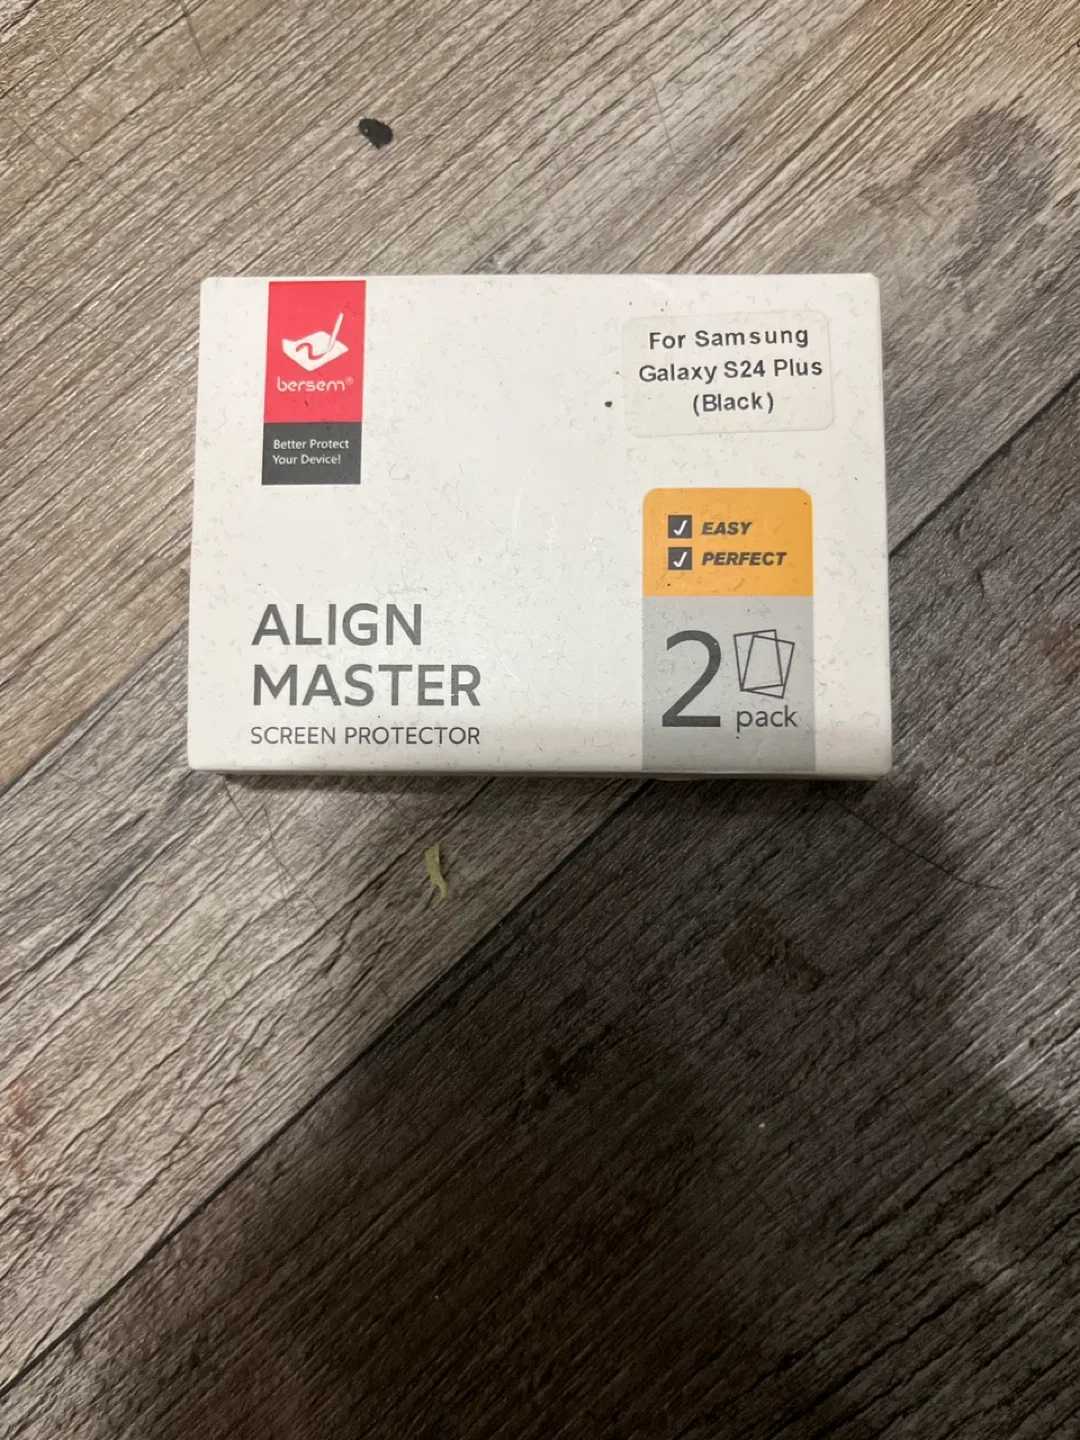 bersem®
Better Protect
Your Device!
For Samsung
Galaxy S24 Plus
(Black)
EASY
PERFECT
ALIGN
MASTER
SCREEN PROTECTOR
2
pack